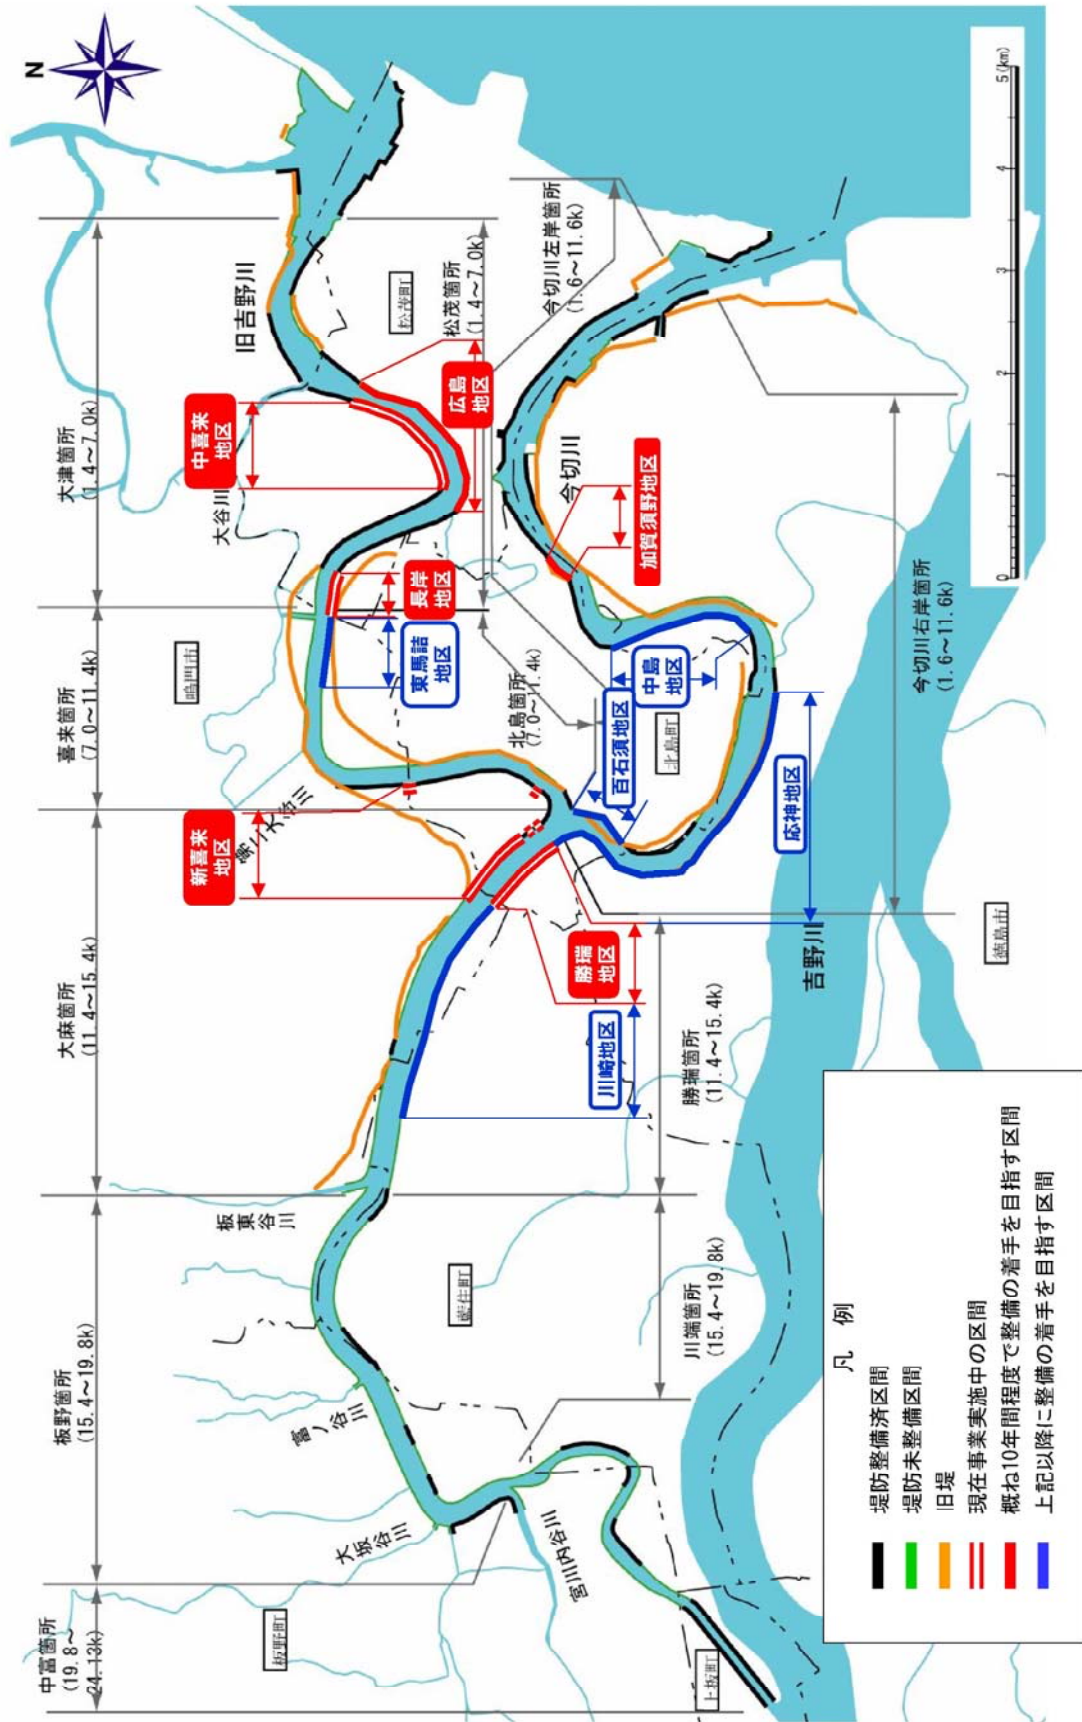 N
中富箇所
(19.8～
24.13k)
板野箇所
(15.4～19.8k)
大麻箇所
(11.4～15.4k)
喜来箇所
(7.0～11.4k)
大津箇所
(1.4～7.0k)
旧吉野川
中喜来
地区
大谷川
鳴門市
新喜来
地区
第二大谷川
板東谷川
富ノ谷川
大坂谷川
板野町
宮川内谷川
上板町
藍住町
松茂町
松茂箇所
(1.4～7.0k)
広島
地区
長岸
地区
東馬詰
地区
北島箇所
(7.0～11.4k)
今切川左岸箇所
(1.6～11.6k)
今切川
加賀須野地区
中島
地区
百石須地区
北島町
応神地区
勝瑞
地区
川崎地区
勝瑞箇所
(11.4～15.4k)
川端箇所
(15.4～19.8k)
今切川右岸箇所
(1.6～11.6k)
吉野川
徳島市
0 1 2 3 4 5(km)
凡 例
堤防整備済区間
堤防未整備区間
旧堤
現在事業実施中の区間
概ね10年間程度で整備の着手を目指す区間
上記以降に整備の着手を目指す区間